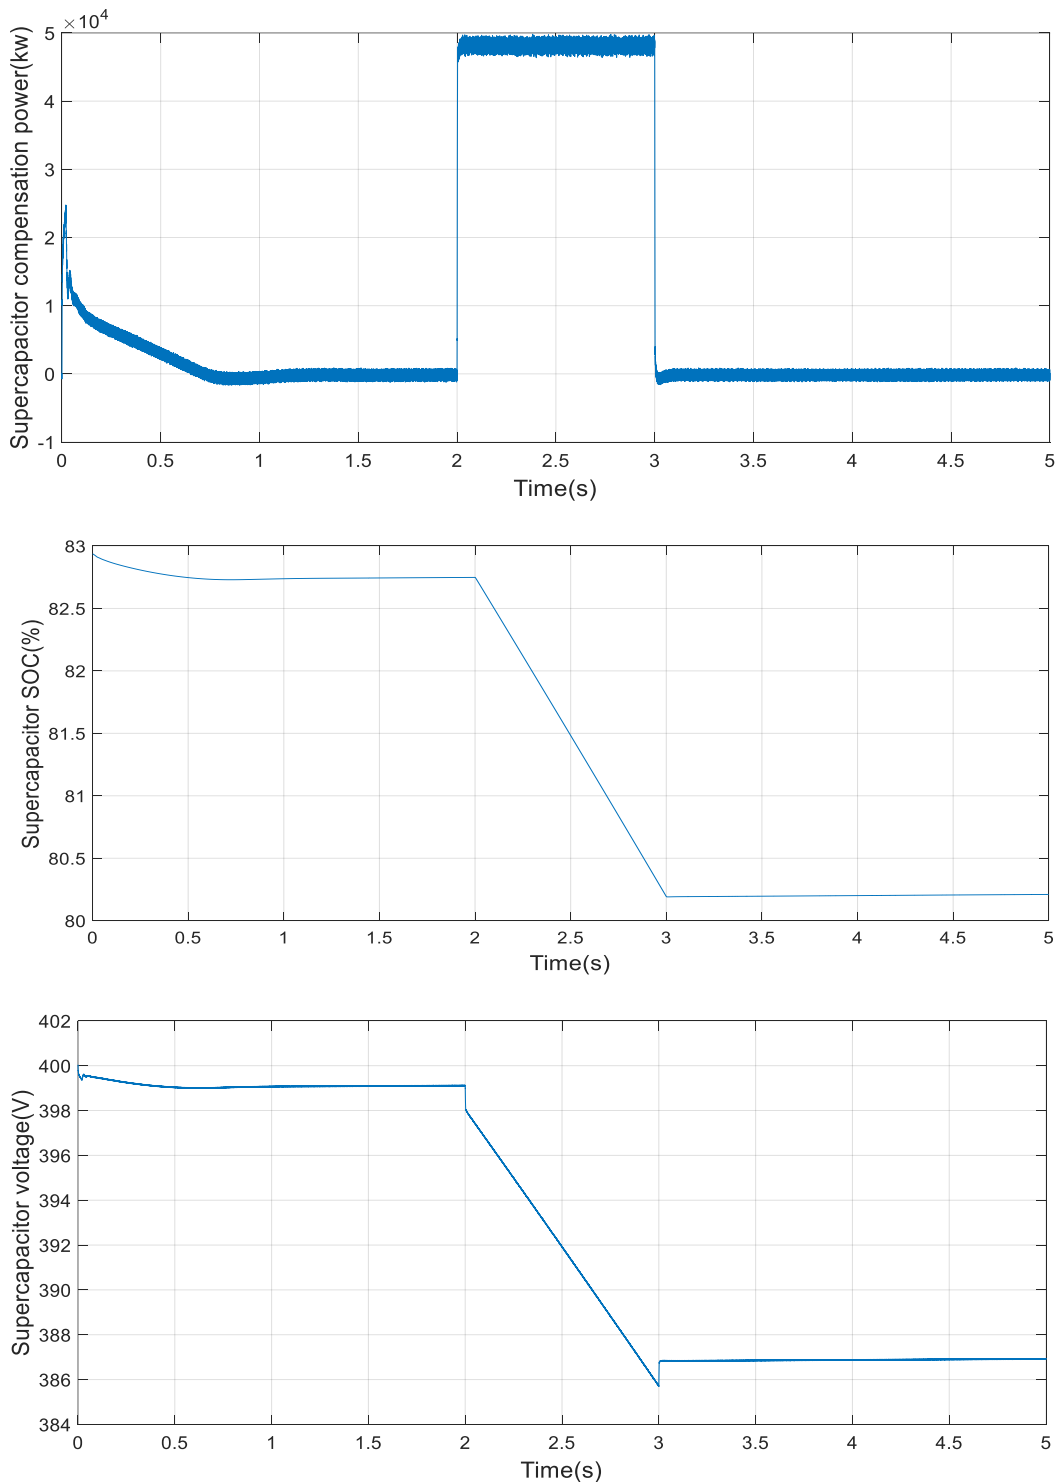 ×10⁴
Supercapacitor compensation power(kw)
5
4
3
2
1
0
-1
0 0.5 1 1.5 2 2.5 3 3.5 4 4.5 5
Time(s)
Supercapacitor SOC(%)
83
82.5
82
81.5
81
80.5
80
0 0.5 1 1.5 2 2.5 3 3.5 4 4.5 5
Time(s)
Supercapacitor voltage(V)
402
400
398
396
394
392
390
388
386
384
0 0.5 1 1.5 2 2.5 3 3.5 4 4.5 5
Time(s)